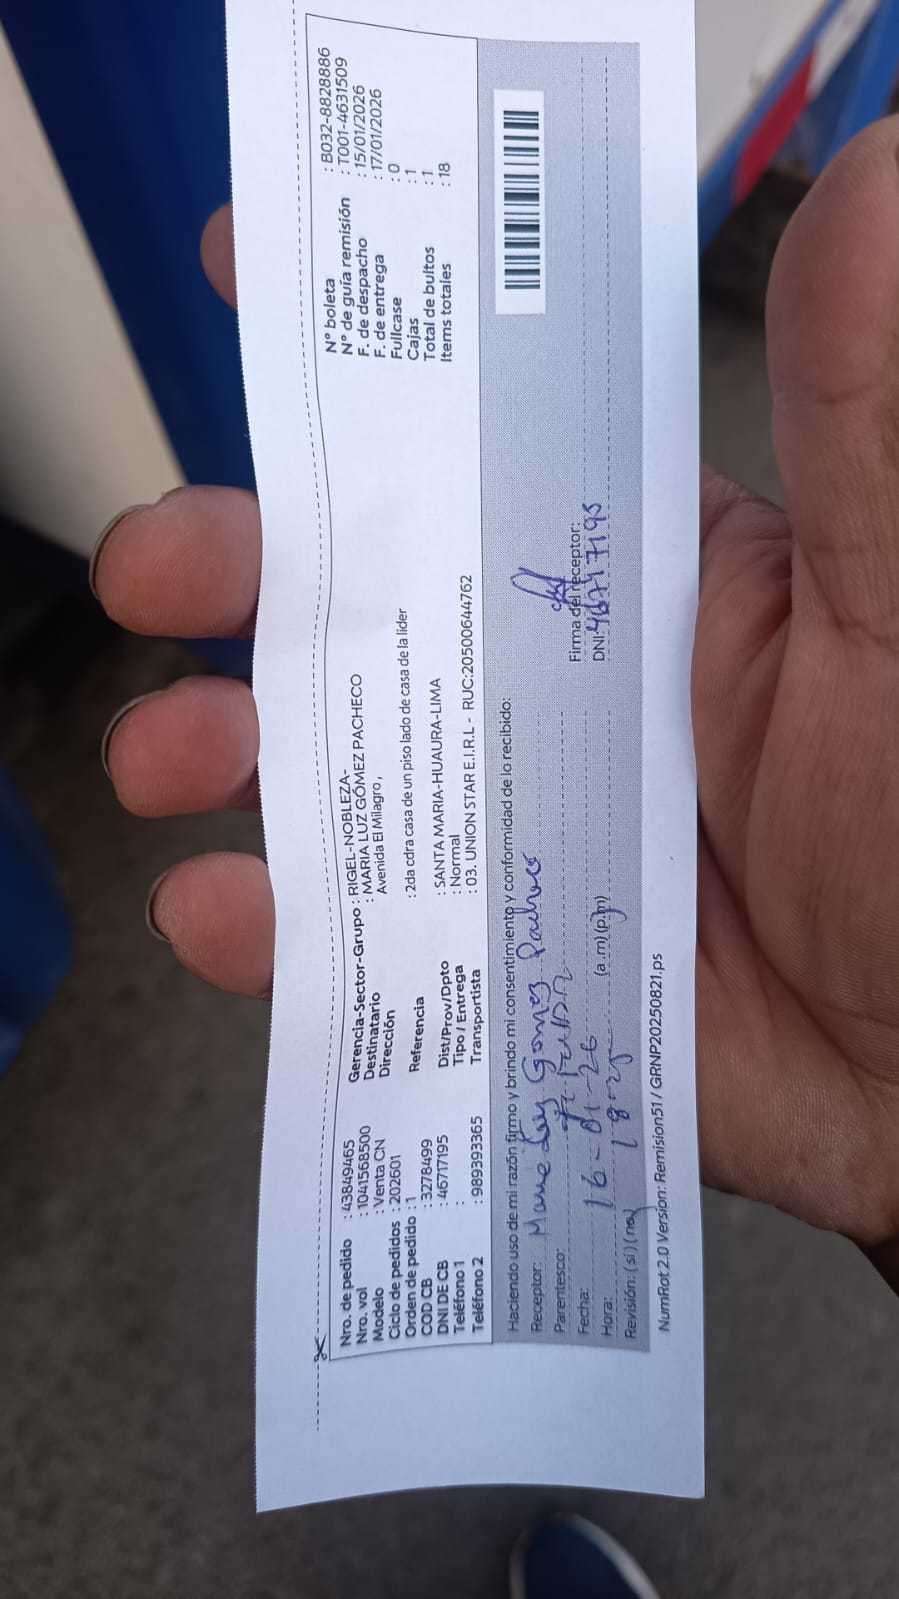 Nro. de pedido : 43849465
Nro. vol : 1041568500
Modelo : Venta CN
Ciclo de pedidos : 202601
Orden de pedido : 1
COD CB : 3278499
DNI DE CB : 46717195
Teléfono 1 :
Teléfono 2 : 989393365
Gerencia-Sector-Grupo : RIGEL-NOBLEZA-
Destinatario : MARIA LUZ GÓMEZ PACHECO
Dirección Avenida El Milagro,
Referencia : 2da cdra casa de un piso lado de casa de la lider
Dist/Prov/Dpto : SANTA MARIA-HUAURA-LIMA
Tipo / Entrega : Normal
Transportista : 03. UNION STAR E.I.R.L - RUC:20500644762
N° boleta : B032-8828886
N° de guía remisión : T001-4631509
F. de despacho : 15/01/2026
F. de entrega : 17/01/2026
Fullcase : 0
Cajas : 1
Total de bultos : 1
Items totales : 18
Haciendo uso de mi razón firmo y brindo mi consentimiento y conformidad de lo recibido:
Receptor: Gomez Pacheco
Parentesco:
Fecha: 16-01-26
Hora: (a.m) (p.m)
Revisión: (si) (no)
Firma del receptor:
DNI: 46717195
NumRot 2.0 Version: Remision51 / GRNP20250821.ps